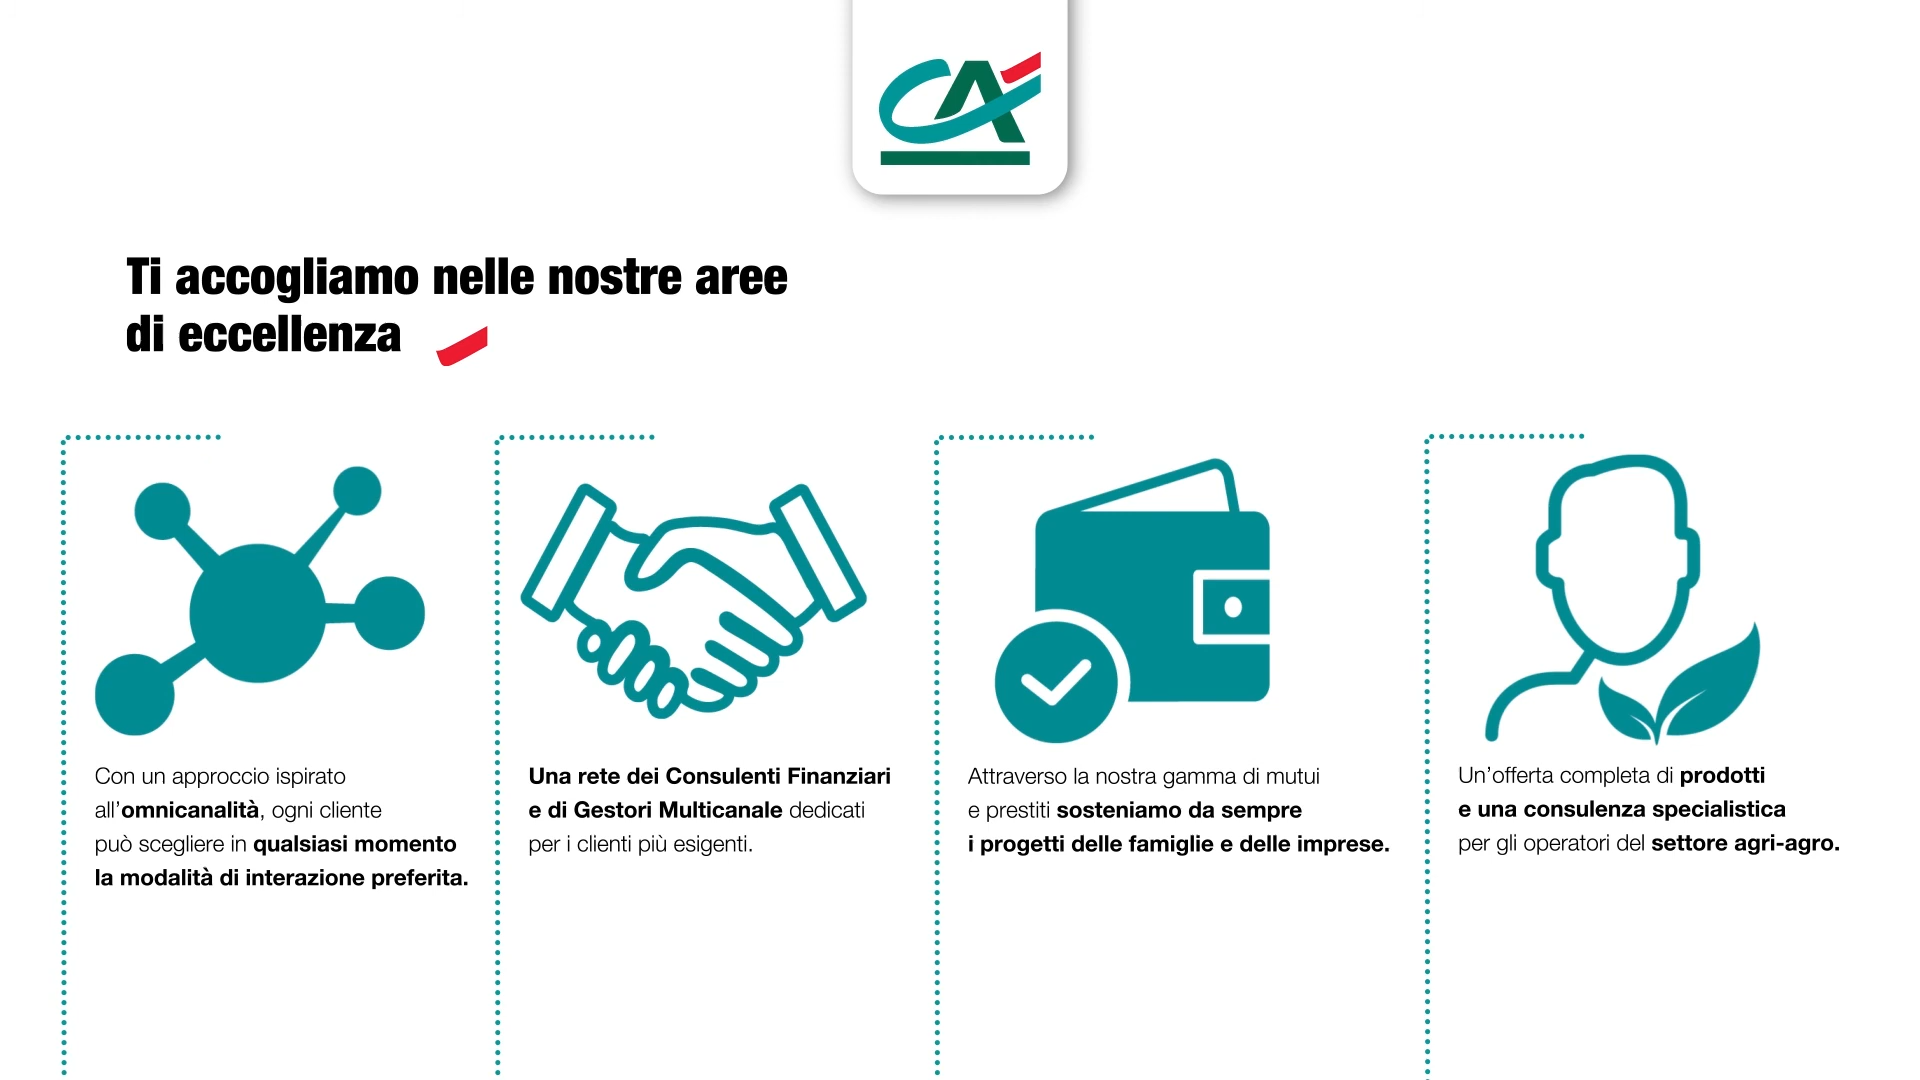 CA
Ti accogliamo nelle nostre aree
di eccellenza
Con un approccio ispirato
all’omnicanalità, ogni cliente
può scegliere in qualsiasi momento
la modalità di interazione preferita.
Una rete dei Consulenti Finanziari
e di Gestori Multicanale dedicati
per i clienti più esigenti.
Attraverso la nostra gamma di mutui
e prestiti sosteniamo da sempre
i progetti delle famiglie e delle imprese.
Un’offerta completa di prodotti
e una consulenza specialistica
per gli operatori del settore agri-agro.